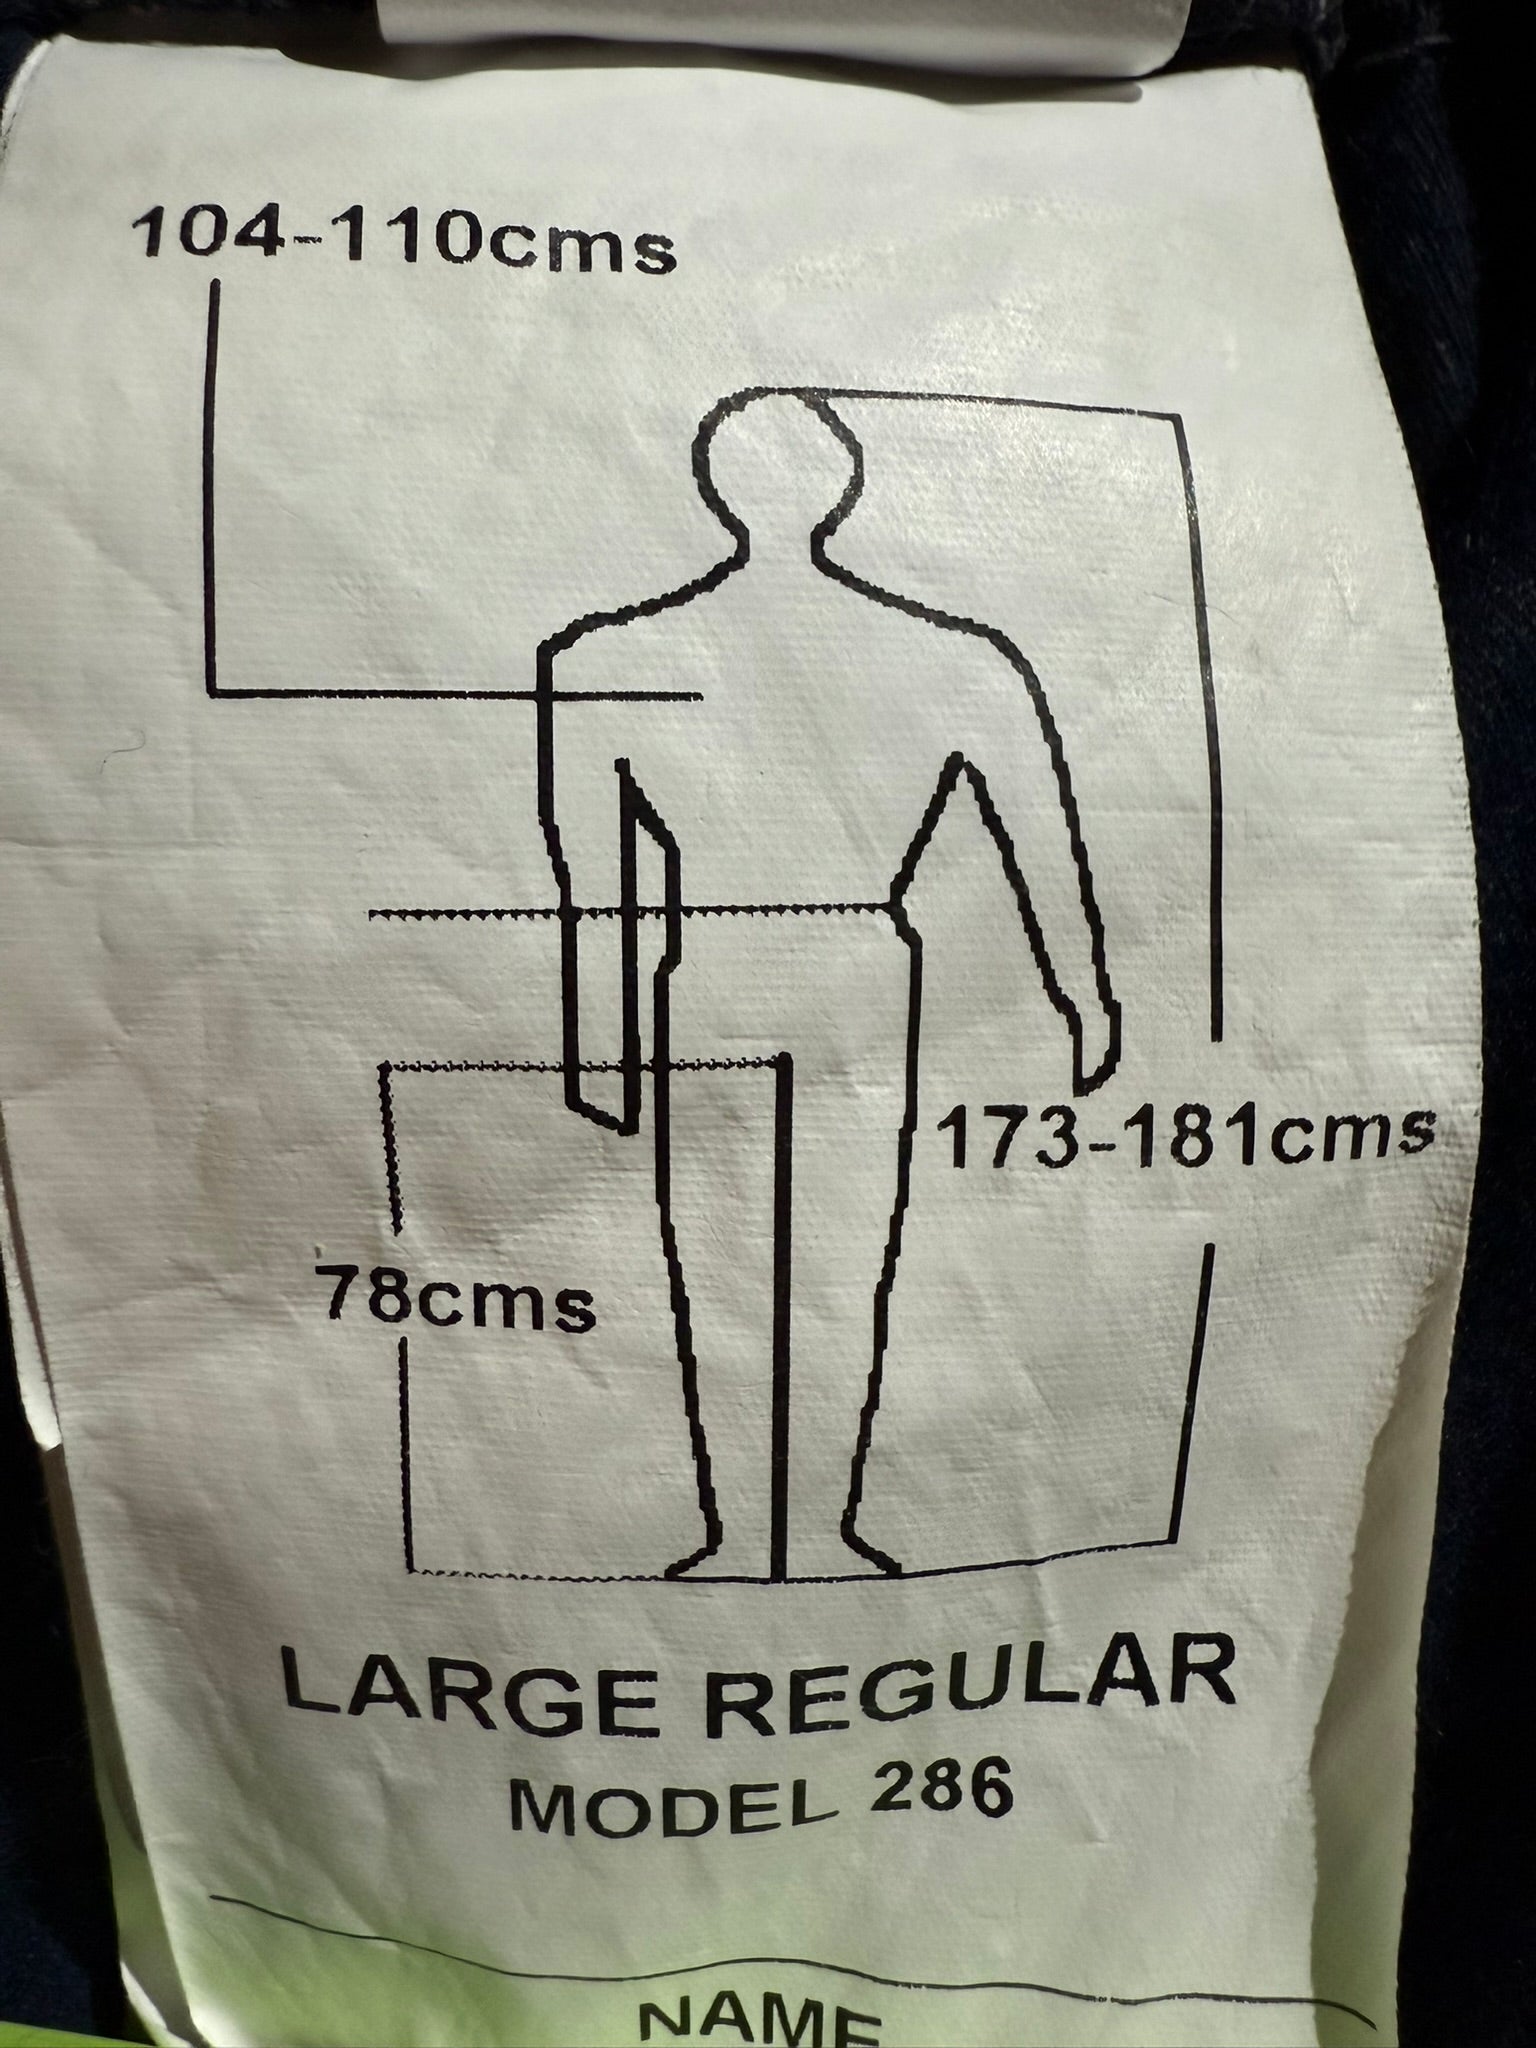 104-110cms
173-181cms
78cms
LARGE REGULAR
MODEL 286
NAME